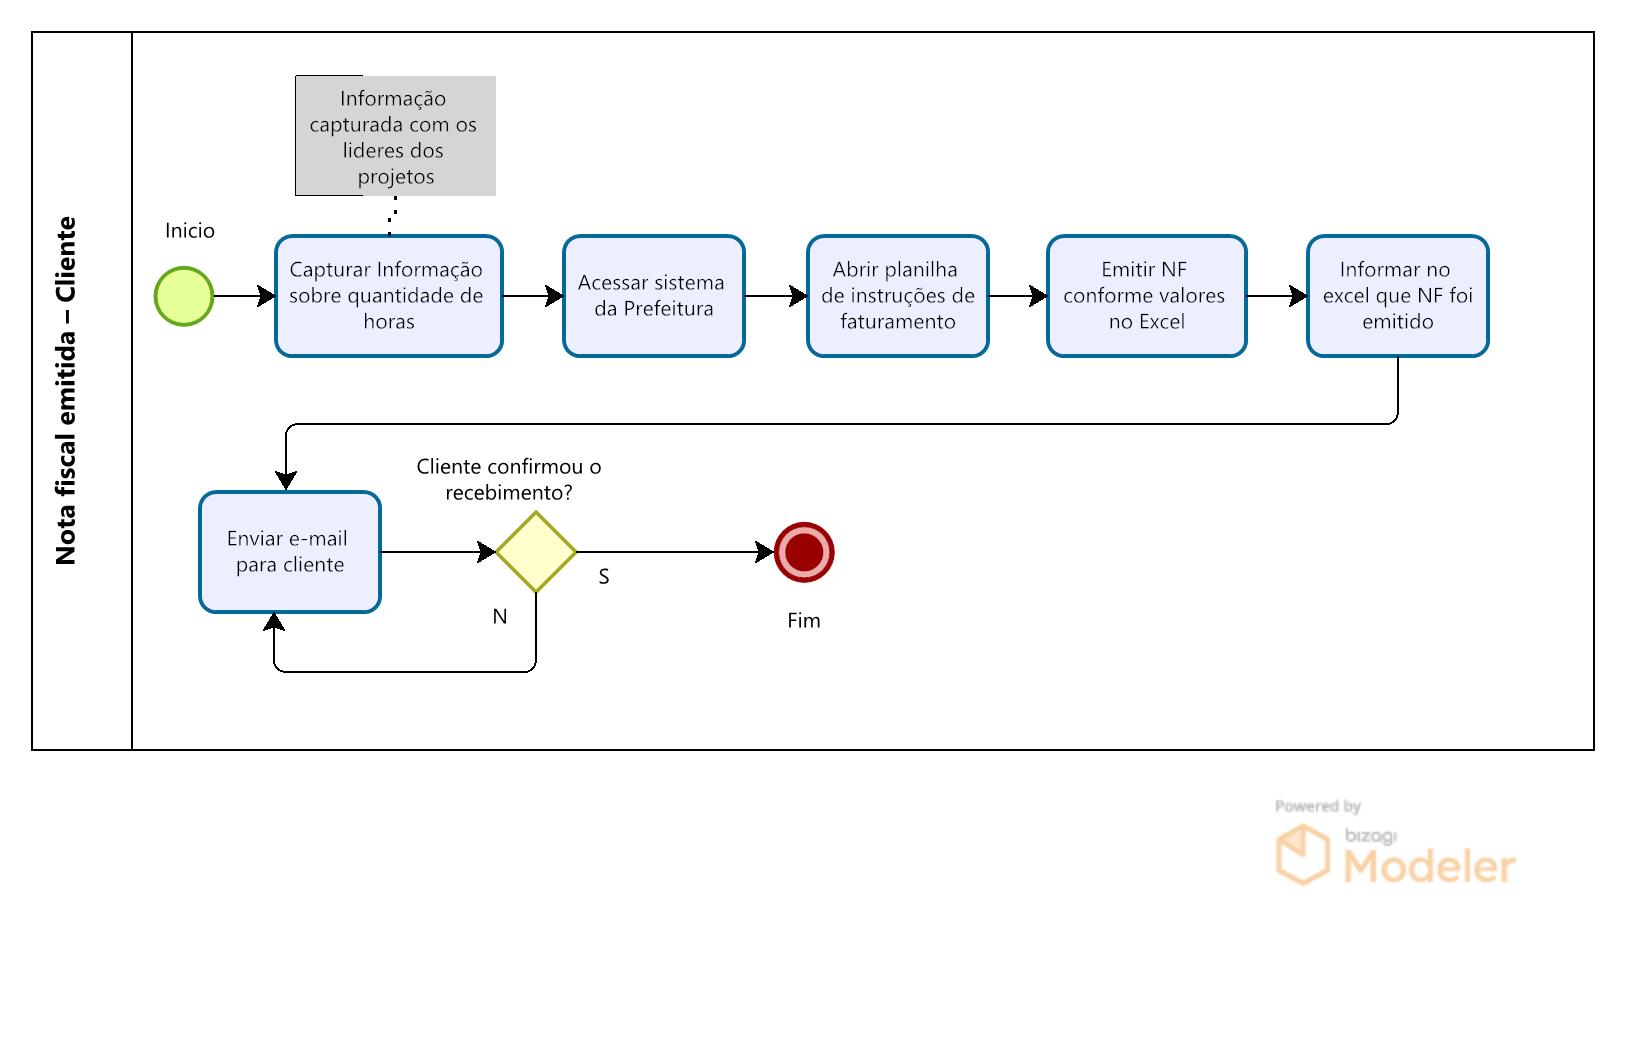 Nota fiscal emitida – Cliente
Informação
capturada com os
lideres dos
projetos
Inicio
Capturar Informação
sobre quantidade de
horas
Acessar sistema
da Prefeitura
Abrir planilha
de instruções de
faturamento
Emitir NF
conforme valores
no Excel
Informar no
excel que NF foi
emitido
Enviar e-mail
para cliente
Cliente confirmou o
recebimento?
S
N
Fim
Powered by
bizagi
Modeler